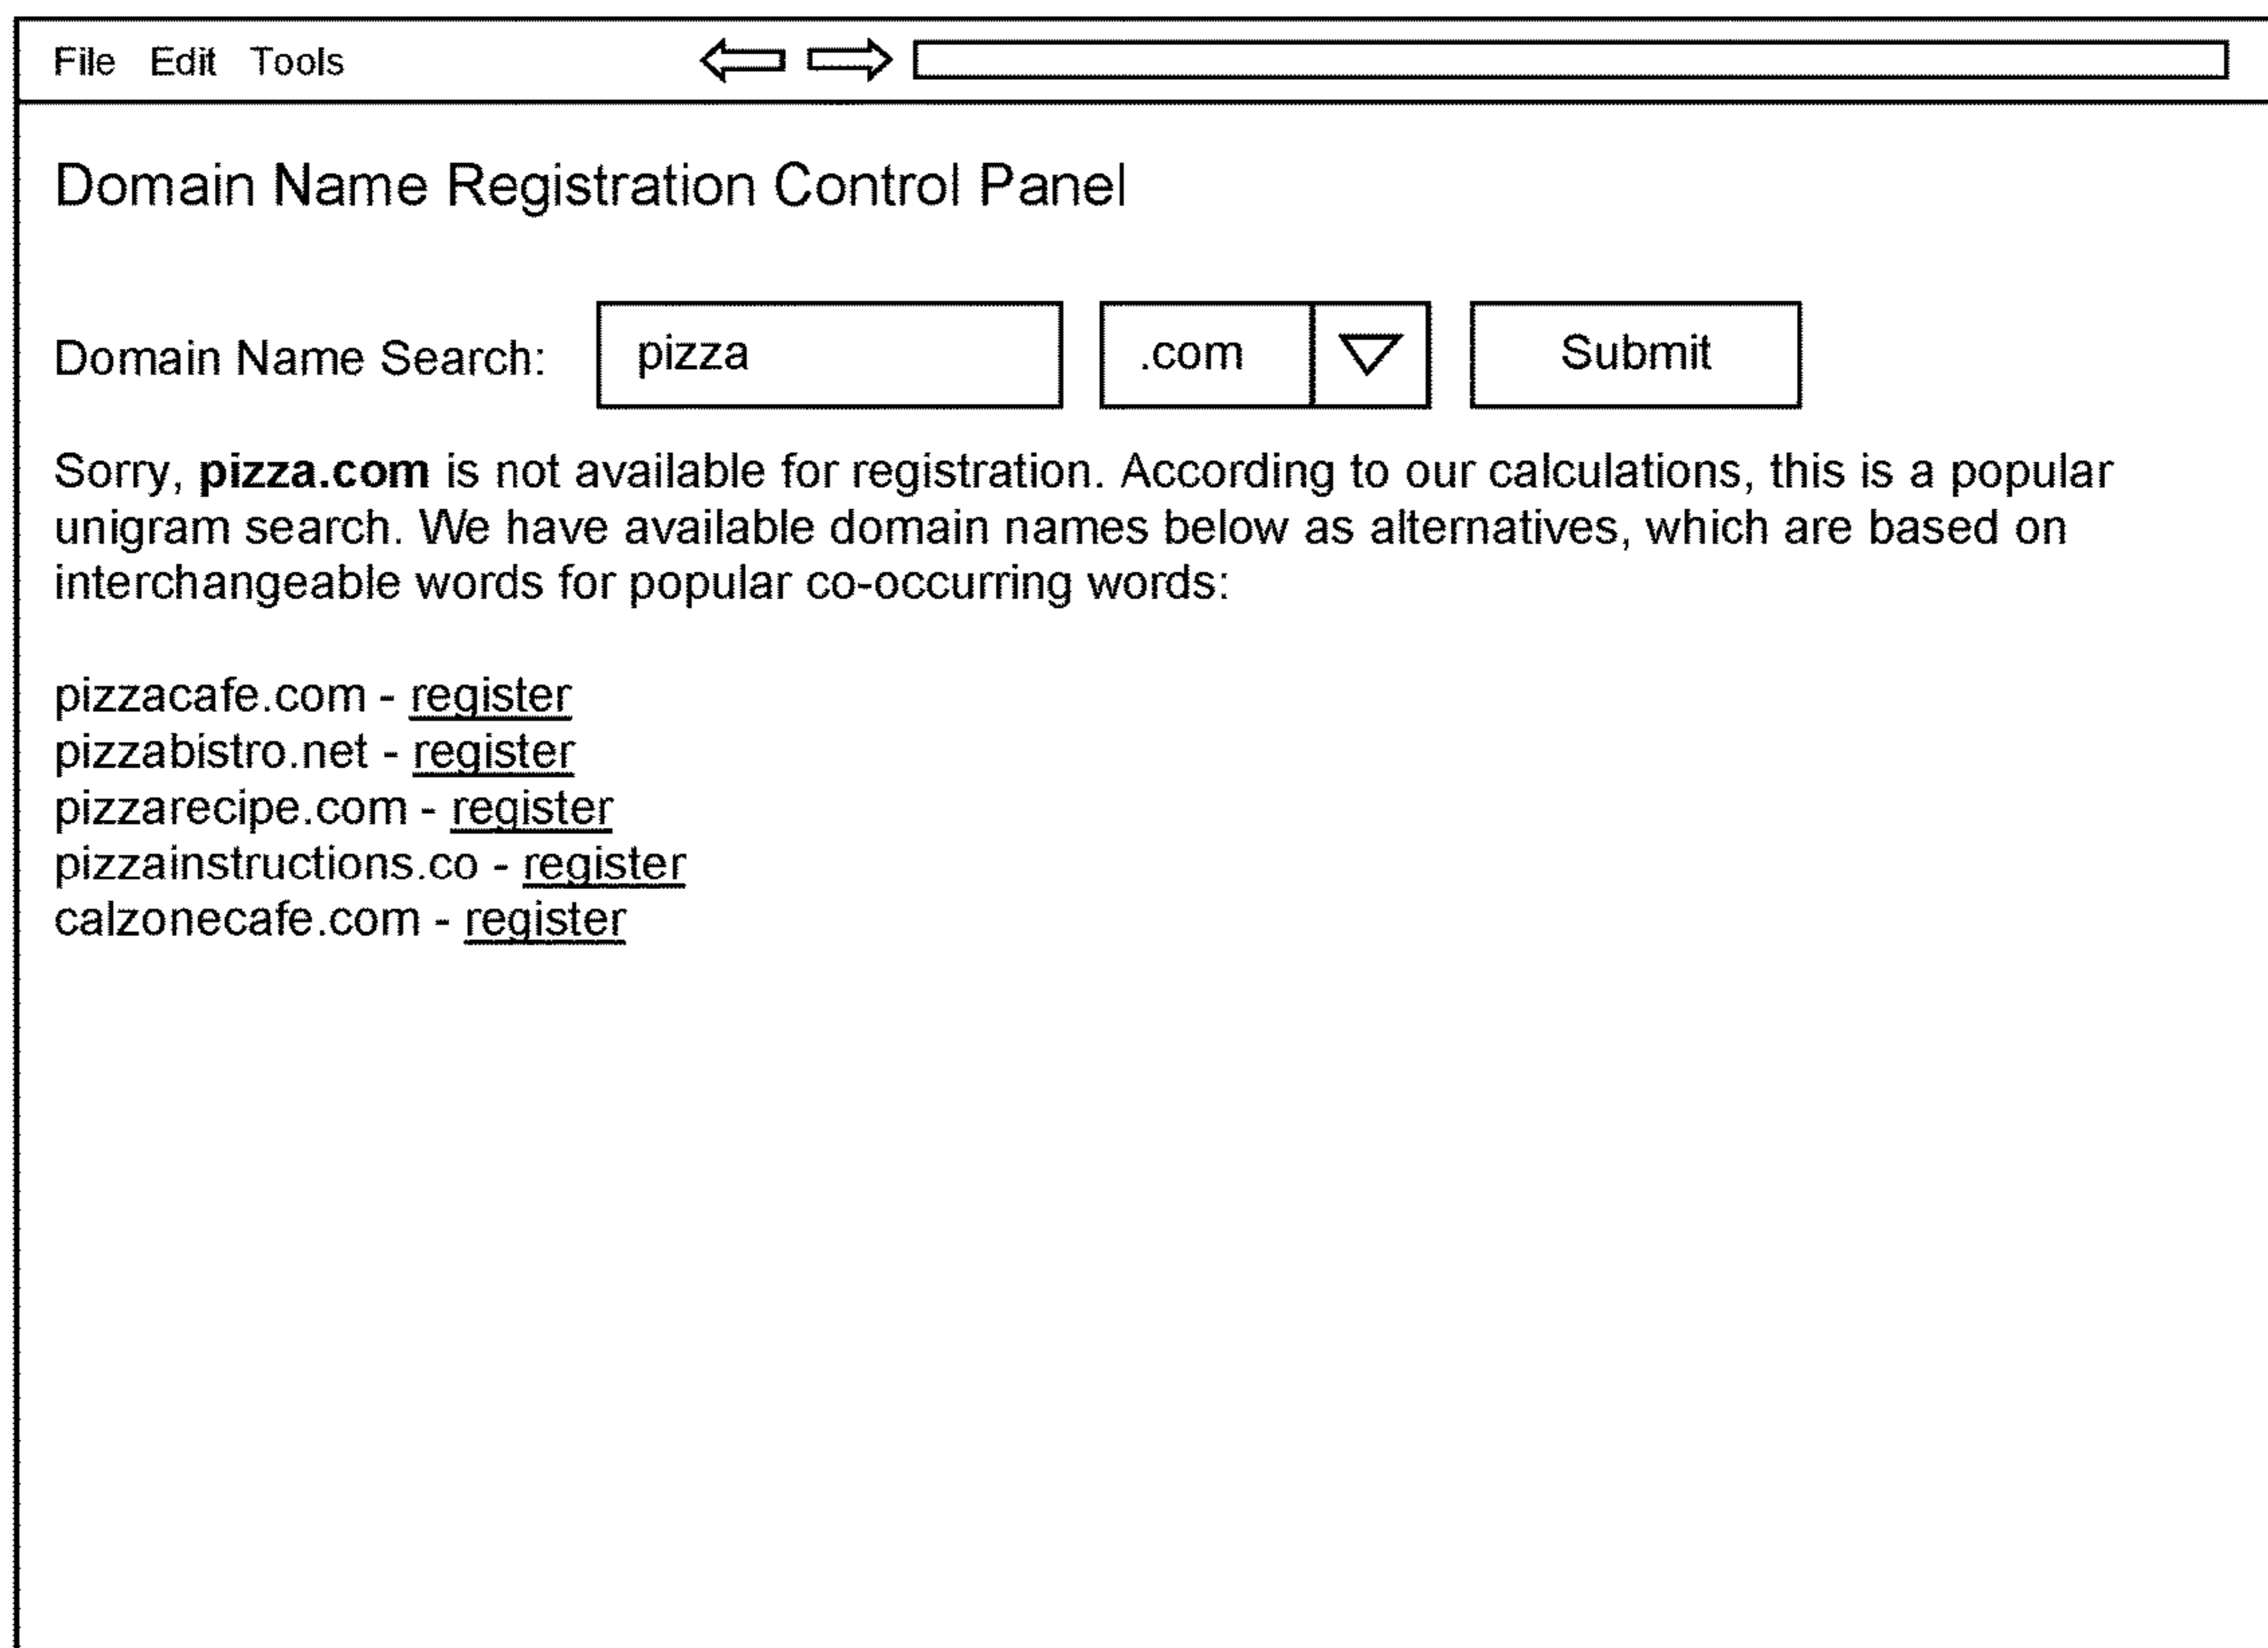 File Edit Tools
Domain Name Registration Control Panel
Domain Name Search: pizza .com Submit
Sorry, pizza.com is not available for registration. According to our calculations, this is a popular
unigram search. We have available domain names below as alternatives, which are based on
interchangeable words for popular co-occurring words:
pizzacafe.com - register
pizzabistro.net - register
pizzarecipe.com - register
pizzainstructions.co - register
calzonecafe.com - register